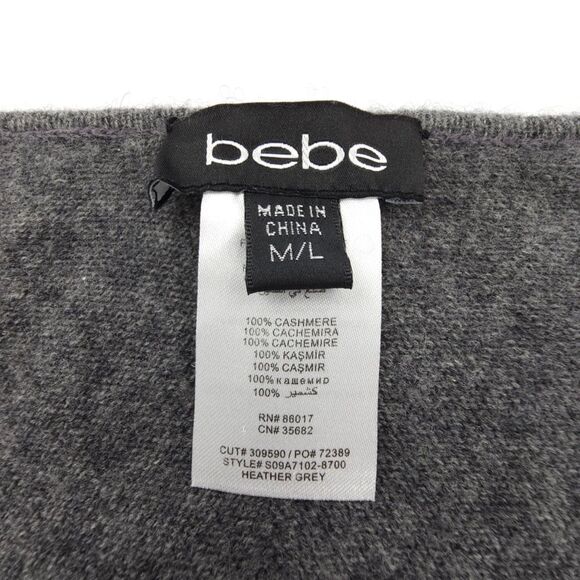 bebe
MADE IN
CHINA
M/L
100% CASHMERE
100% CACHEMIRA
100% CACHEMIRE
100% KAŞMIR
100% CAŞMIR
100% кашемир
100% كشمير
RN# 86017
CN# 35682
CUT# 309590 / PO# 72389
STYLE# S09A7102-8700
HEATHER GREY